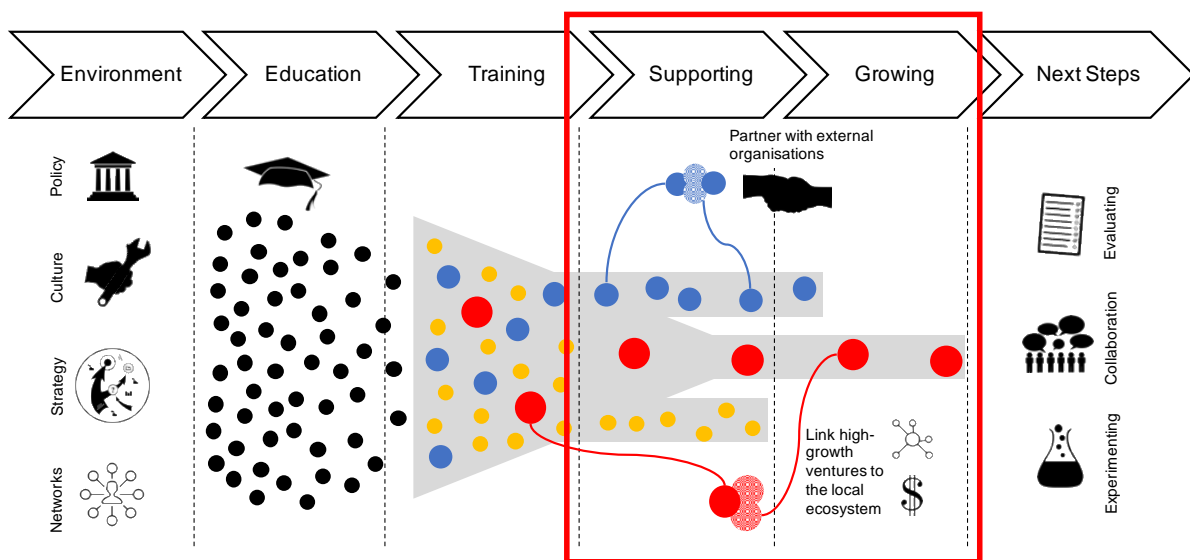 Environment
Education
Training
Supporting
Growing
Next Steps
Policy
Culture
Strategy
Networks
Partner with external
organisations
Link high-
growth
ventures to
the local
ecosystem
$
Evaluating
Collaboration
Experimenting